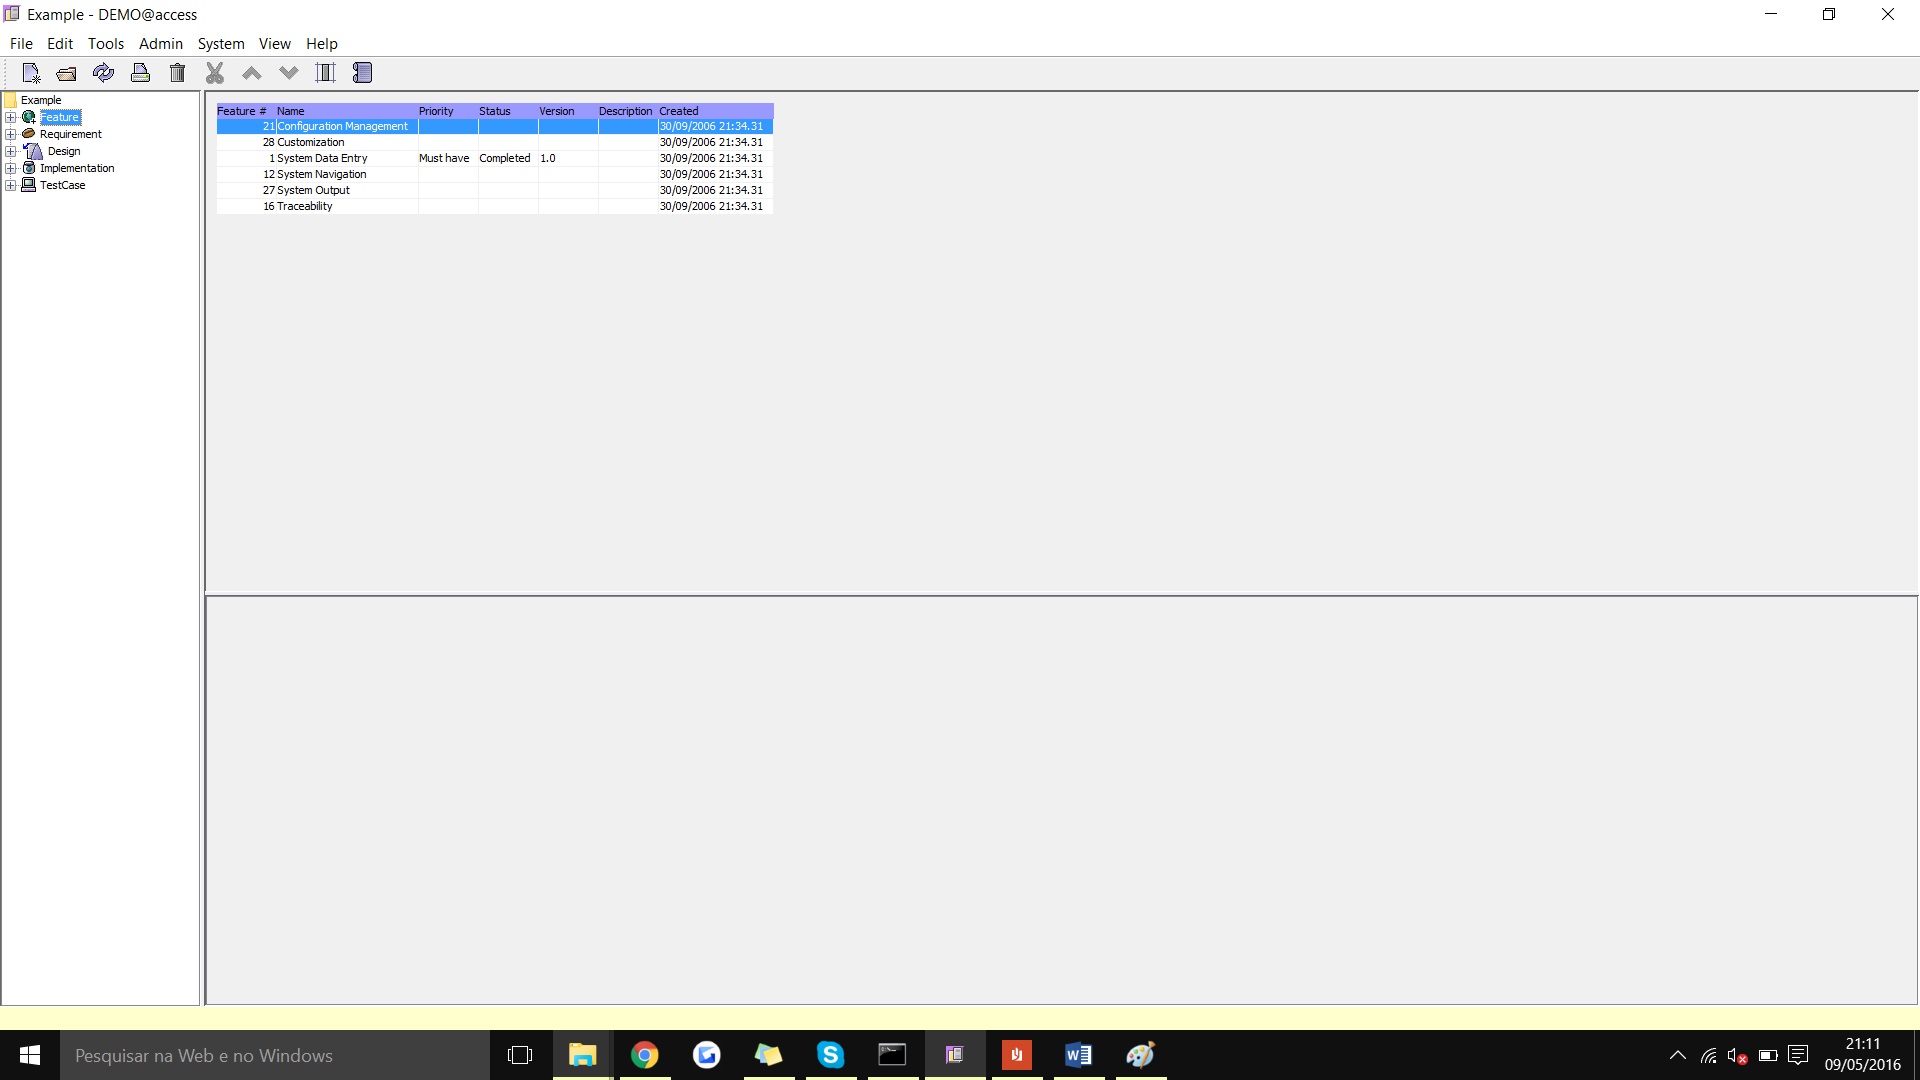 Example - DEMO@access
File Edit Tools Admin System View Help
Example
Feature
Requirement
Design
Implementation
TestCase
Feature # Name Priority Status Version Description Created
21 Configuration Management 30/09/2006 21:34.31
28 Customization 30/09/2006 21:34.31
1 System Data Entry Must have Completed 1.0 30/09/2006 21:34.31
12 System Navigation 30/09/2006 21:34.31
27 System Output 30/09/2006 21:34.31
16 Traceability 30/09/2006 21:34.31
Pesquisar na Web e no Windows
21:11
09/05/2016